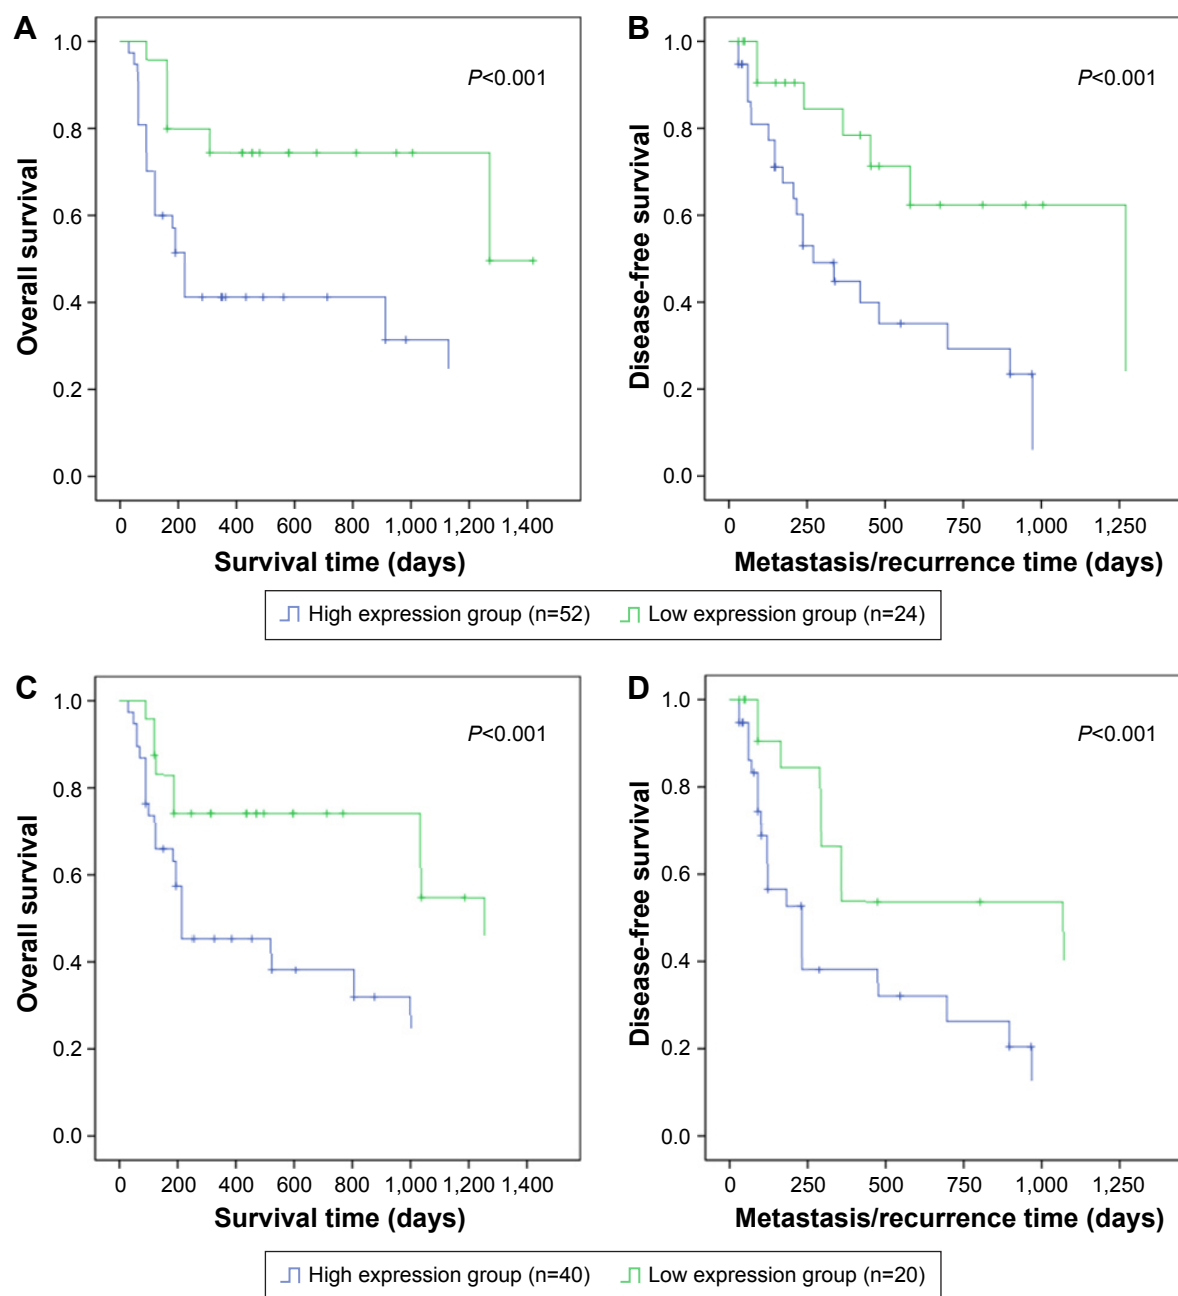 A
1.0
0.8
0.6
0.4
0.2
0.0
Overall survival
P<0.001
0 200 400 600 800 1,000 1,200 1,400
Survival time (days)
B
1.0
0.8
0.6
0.4
0.2
0.0
Disease-free survival
P<0.001
0 250 500 750 1,000 1,250
Metastasis/recurrence time (days)
High expression group (n=52) Low expression group (n=24)
C
1.0
0.8
0.6
0.4
0.2
0.0
Overall survival
P<0.001
0 200 400 600 800 1,000 1,200 1,400
Survival time (days)
D
1.0
0.8
0.6
0.4
0.2
0.0
Disease-free survival
P<0.001
0 250 500 750 1,000 1,250
Metastasis/recurrence time (days)
High expression group (n=40) Low expression group (n=20)